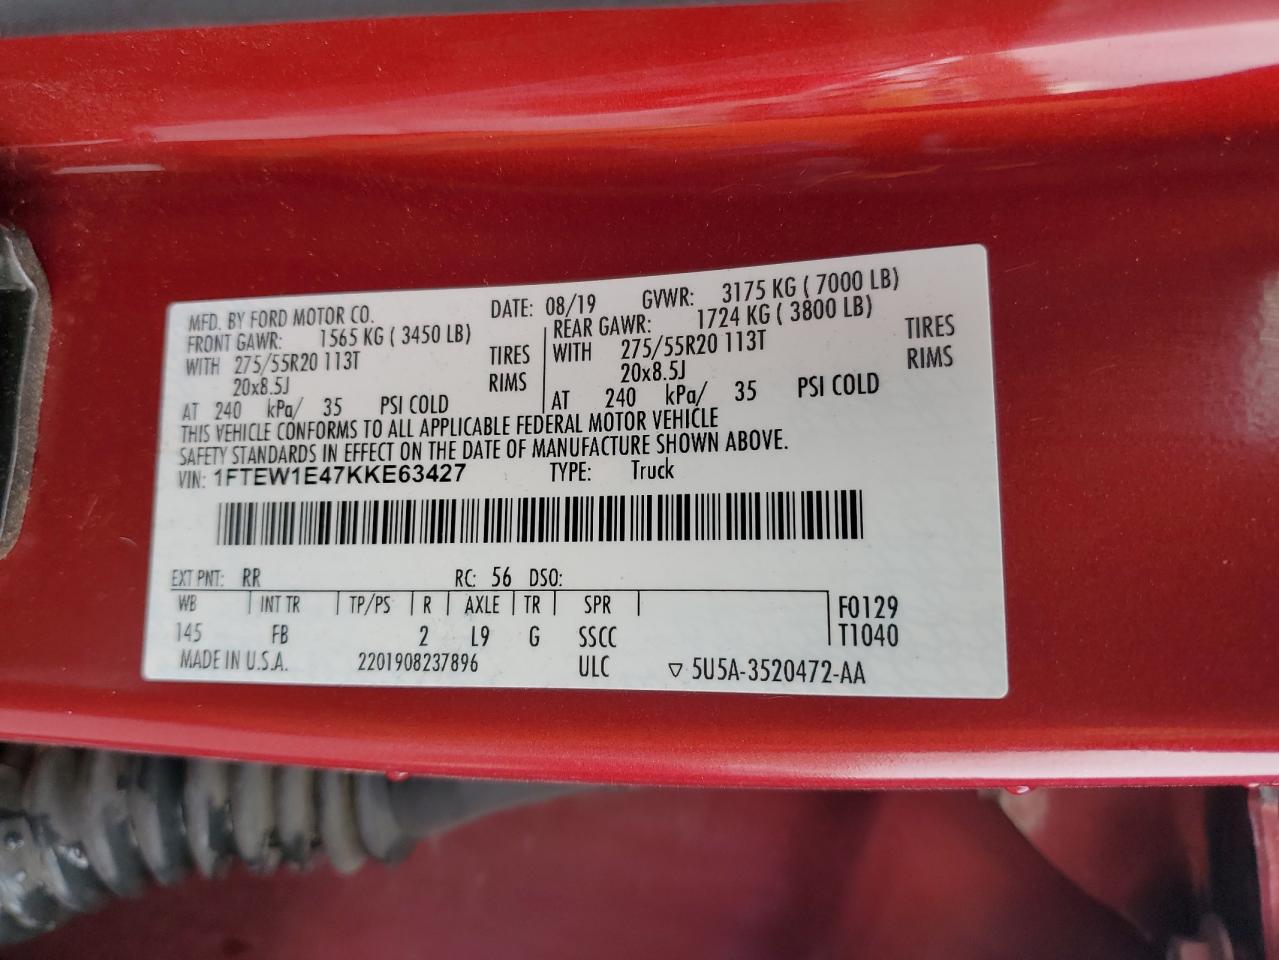 MFD. BY FORD MOTOR CO. DATE: 08/19 GVWR: 3175 KG ( 7000 LB)
FRONT GAWR: 1565 KG ( 3450 LB) REAR GAWR: 1724 KG ( 3800 LB)
WITH 275/55R20 113T TIRES WITH 275/55R20 113T TIRES
20x8.5J RIMS 20x8.5J RIMS
AT 240 kPa/ 35 PSI COLD AT 240 kPa/ 35 PSI COLD
THIS VEHICLE CONFORMS TO ALL APPLICABLE FEDERAL MOTOR VEHICLE
SAFETY STANDARDS IN EFFECT ON THE DATE OF MANUFACTURE SHOWN ABOVE.
VIN: 1FTEW1E47KKE63427 TYPE: Truck
EXT PNT: RR RC: 56 DSO:
WB INT TR TP/PS R AXLE TR SPR F0129
145 FB 2 L9 G SSCC T1040
MADE IN U.S.A. 2201908237896 ULC ▽ 5U5A-3520472-AA